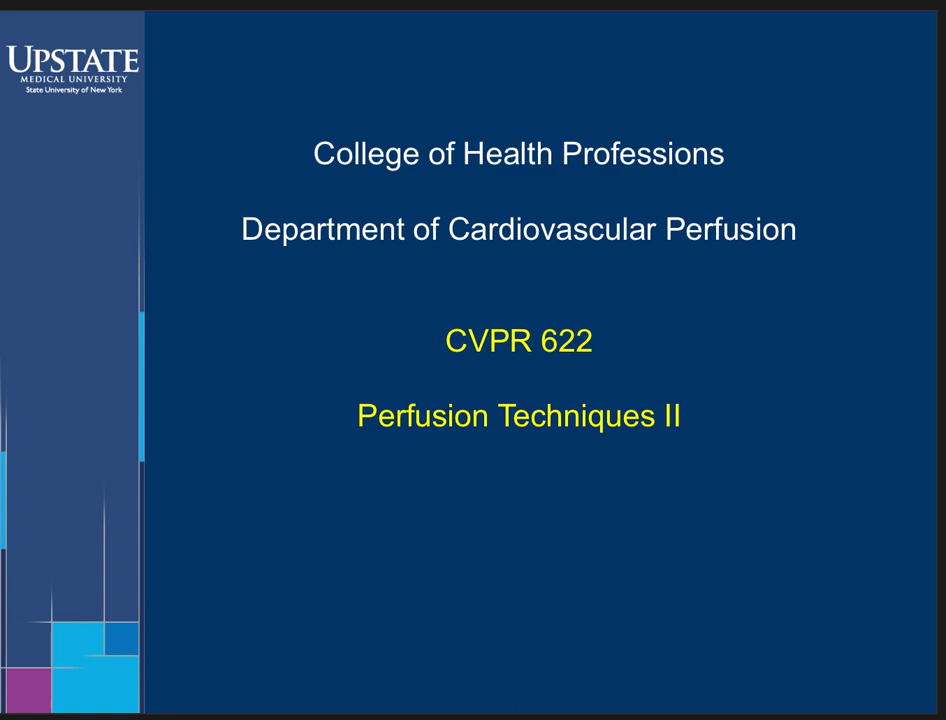 UPSTATE
MEDICAL UNIVERSITY
State University of New York
College of Health Professions
Department of Cardiovascular Perfusion
CVPR 622
Perfusion Techniques II